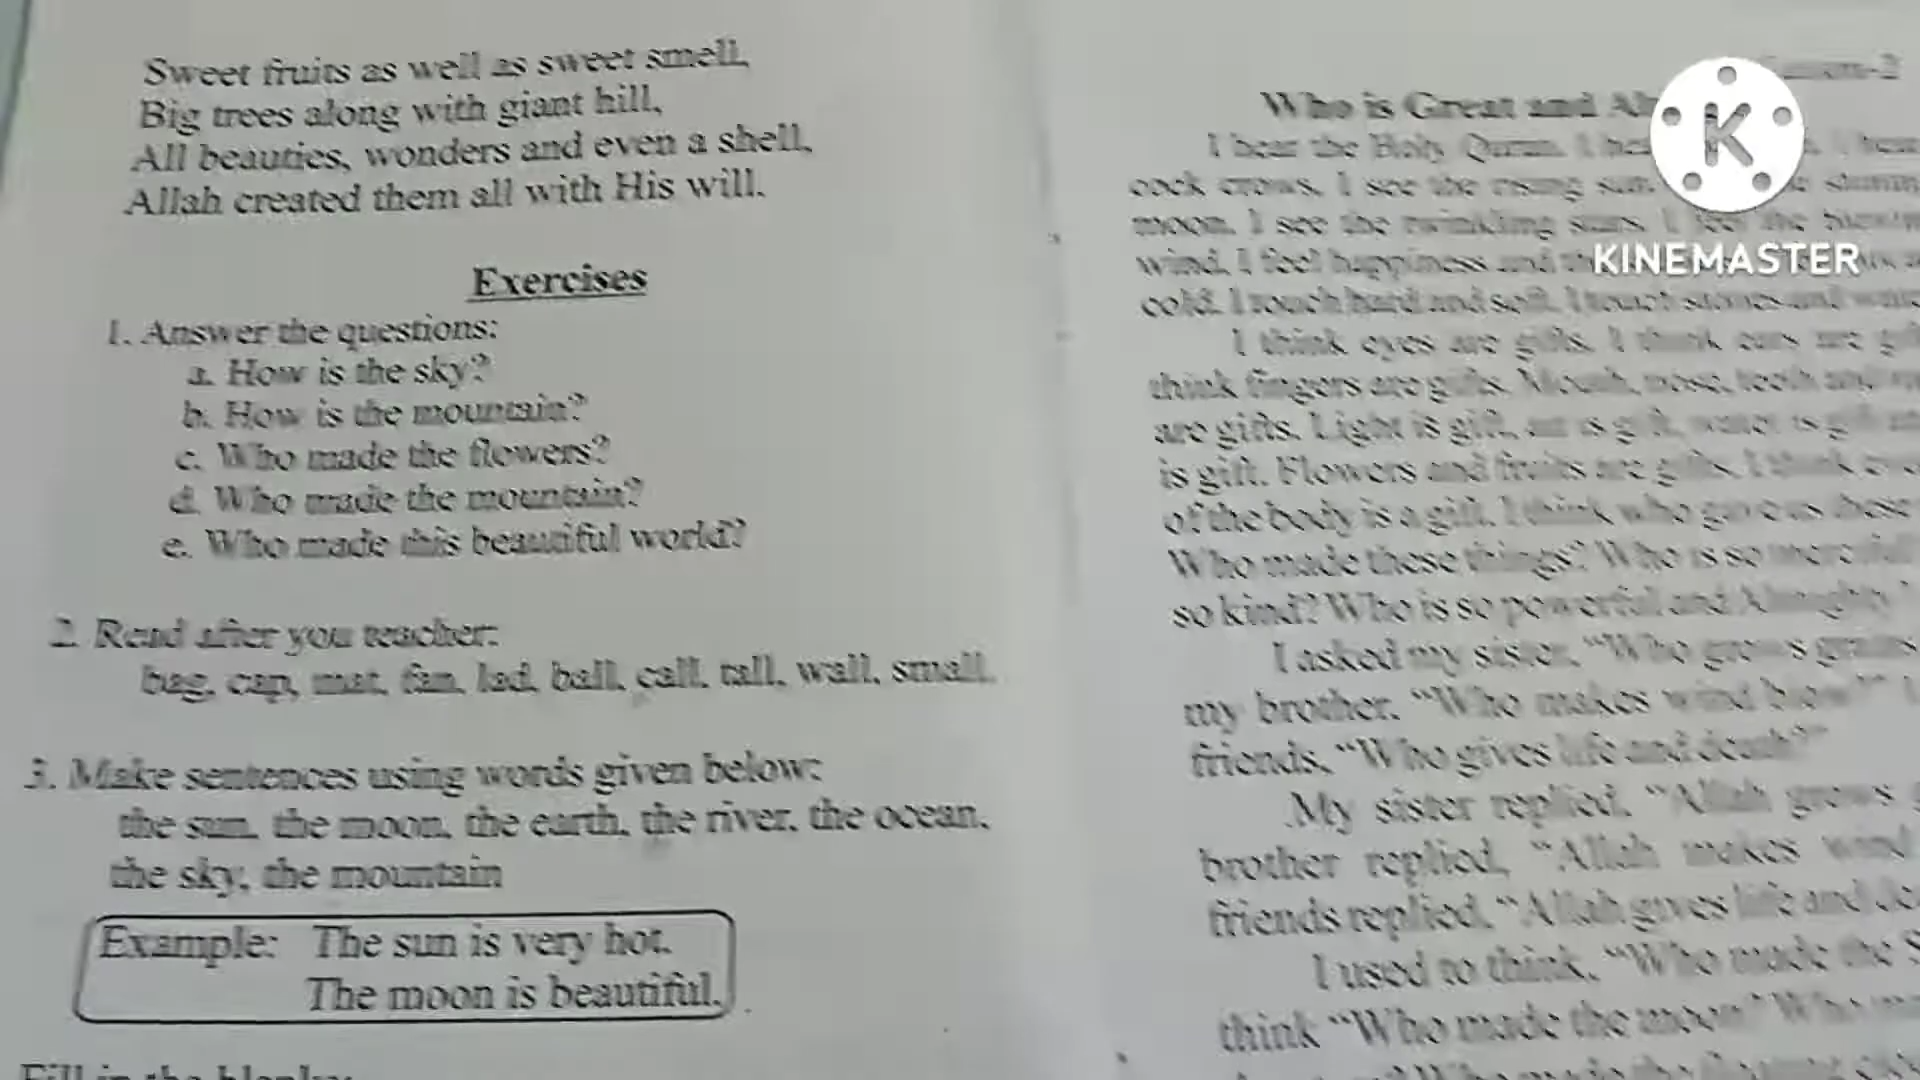 Sweet fruits as well as sweet smell,
Big trees along with giant hill,
All beauties, wonders and even a shell,
Allah created them all with His will.
Exercises
1. Answer the questions:
a. How is the sky?
b. How is the mountain?
c. Who made the flowers?
d. Who made the mountain?
e. Who made this beautiful world?
2. Read after you teacher:
bag, cap, mat, fan, lad, ball, call, tall, wall, small.
3. Make sentences using words given below:
the sun, the moon, the earth, the river, the ocean,
the sky, the mountain
Example: The sun is very hot.
The moon is beautiful.
Fill in the blanks:
Who is Great and
I hear the Holy Quran. I
cock crows. I see the rising sun.
moon. I see the twinkling stars. I feel the
wind. I feel happiness and
cold. I touch hard and soft. I touch stones and
I think eyes are gifts. I think ears are
think fingers are gifts. Mouth, nose, teeth and
are gifts. Light is gift, air is gift, water is gift
is gift. Flowers and fruits are gifts. I think
of the body is a gift. I think who gave us these
Who made these things? Who is so merciful
so kind? Who is so powerful and Almighty
I asked my sister, "Who grows grains
my brother, "Who makes wind blow?" I
friends, "Who gives life and death?"
My sister replied, "Allah grows
brother replied, "Allah makes wind
friends replied, "Allah gives life and
I used to think, "Who made the
think "Who made the moon? Who
KINEMASTER